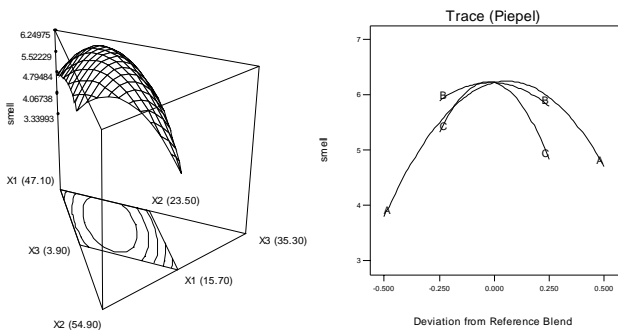 6.24975
5.52229
4.79484
4.06738
3.33993
smell
X1 (47.10)
X2 (23.50)
X3 (3.90)
X3 (35.30)
X1 (15.70)
X2 (54.90)
Trace (Piepel)
7
6
5
4
3
smell
A
B
C
B
C
A
-0.500
-0.250
0.000
0.250
0.500
Deviation from Reference Blend